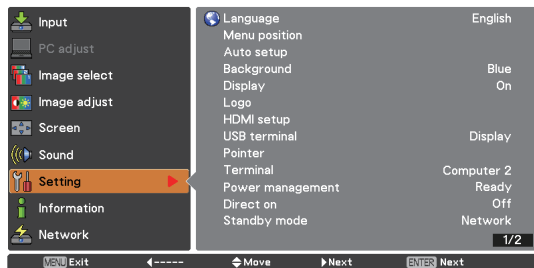 Input
PC adjust
Image select
Image adjust
Screen
Sound
Setting
Information
Network
Language English
Menu position
Auto setup
Background Blue
Display On
Logo
HDMI setup
USB terminal Display
Pointer
Terminal Computer 2
Power management Ready
Direct on Off
Standby mode Network
1/2
MENU Exit ----- Move Next ENTER Next